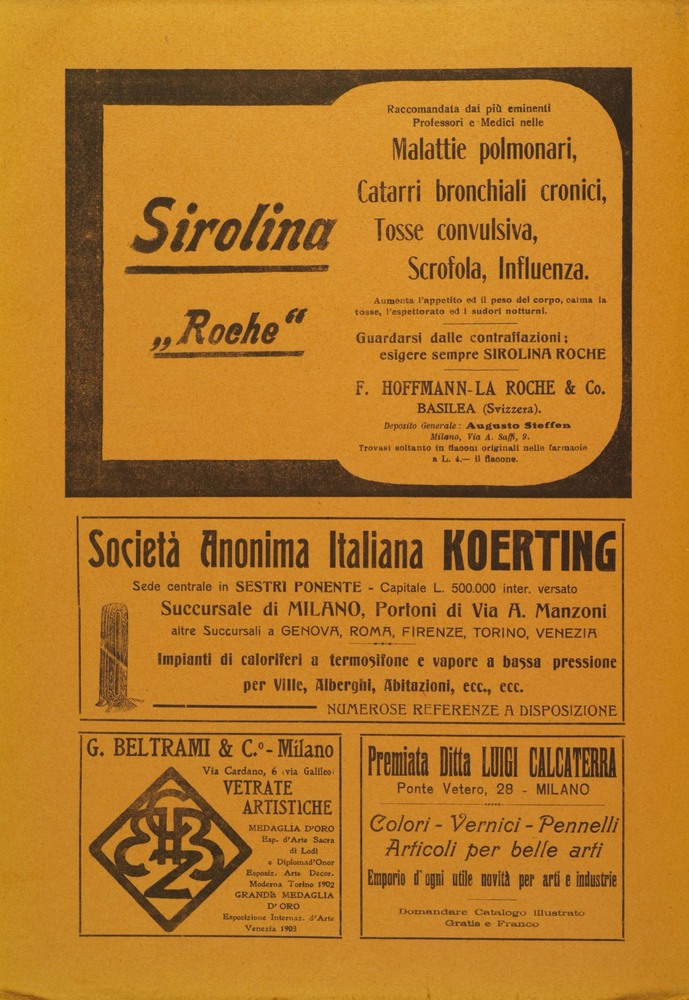 Sirolina
„Roche“
Raccomandata dai più eminenti
Professori e Medici nelle
Malattie polmonari,
Catarri bronchiali cronici,
Tosse convulsiva,
Scrofola, Influenza.
Aumenta l'appetito ed il peso del corpo, calma la
tosse, l'espettorato ed i sudori notturni.
Guardarsi dalle contraffazioni;
esigere sempre SIROLINA ROCHE
F. HOFFMANN-LA ROCHE & Co.
BASILEA (Svizzera).
Deposito Generale: Augusto Steffen
Milano, Via A. Saffi, 9.
Trovasi soltanto in flaconi originali nelle farmacie
a L. 4.— il flacone.
Società Anonima Italiana KOERTING
Sede centrale in SESTRI PONENTE - Capitale L. 500.000 inter. versato
Succursale di MILANO, Portoni di Via A. Manzoni
altre Succursali a GENOVA, ROMA, FIRENZE, TORINO, VENEZIA
Impianti di caloriferi a termosifone e vapore a bassa pressione
per Ville, Alberghi, Abitazioni, ecc., ecc.
NUMEROSE REFERENZE A DISPOSIZIONE
G. BELTRAMI & C.º - Milano
Via Cardano, 6 (via Galileo)
VETRATE
ARTISTICHE
MEDAGLIA D'ORO
Esp. d'Arte Sacra
di Lodi
e Diplomad'Onor
Esposiz. Arte Decor.
Moderna Torino 1902
GRANDE MEDAGLIA
D'ORO
Esposizione Internaz. d'Arte
Venezia 1903
Premiata Ditta LUIGI CALCATERRA
Ponte Vetero, 28 - MILANO
Colori - Vernici - Pennelli
Articoli per belle arti
Emporio d'ogni utile novità per arti e industrie
Domandare Catalogo illustrato
Gratis e Franco